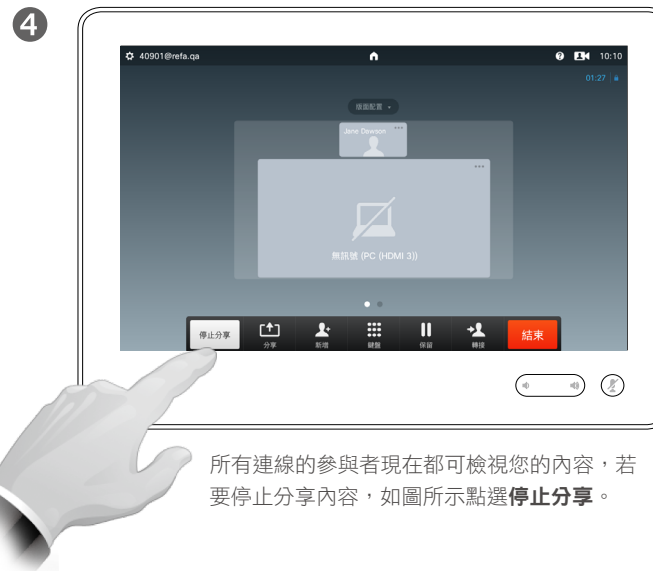 4
40901@refa.qa
10:10
01:27
版面配置
Jane Dawson
無訊號 (PC (HDMI 3))
停止分享
分享
新增
鍵盤
保留
轉接
結束
所有連線的參與者現在都可檢視您的內容，若
要停止分享內容，如圖所示點選停止分享。